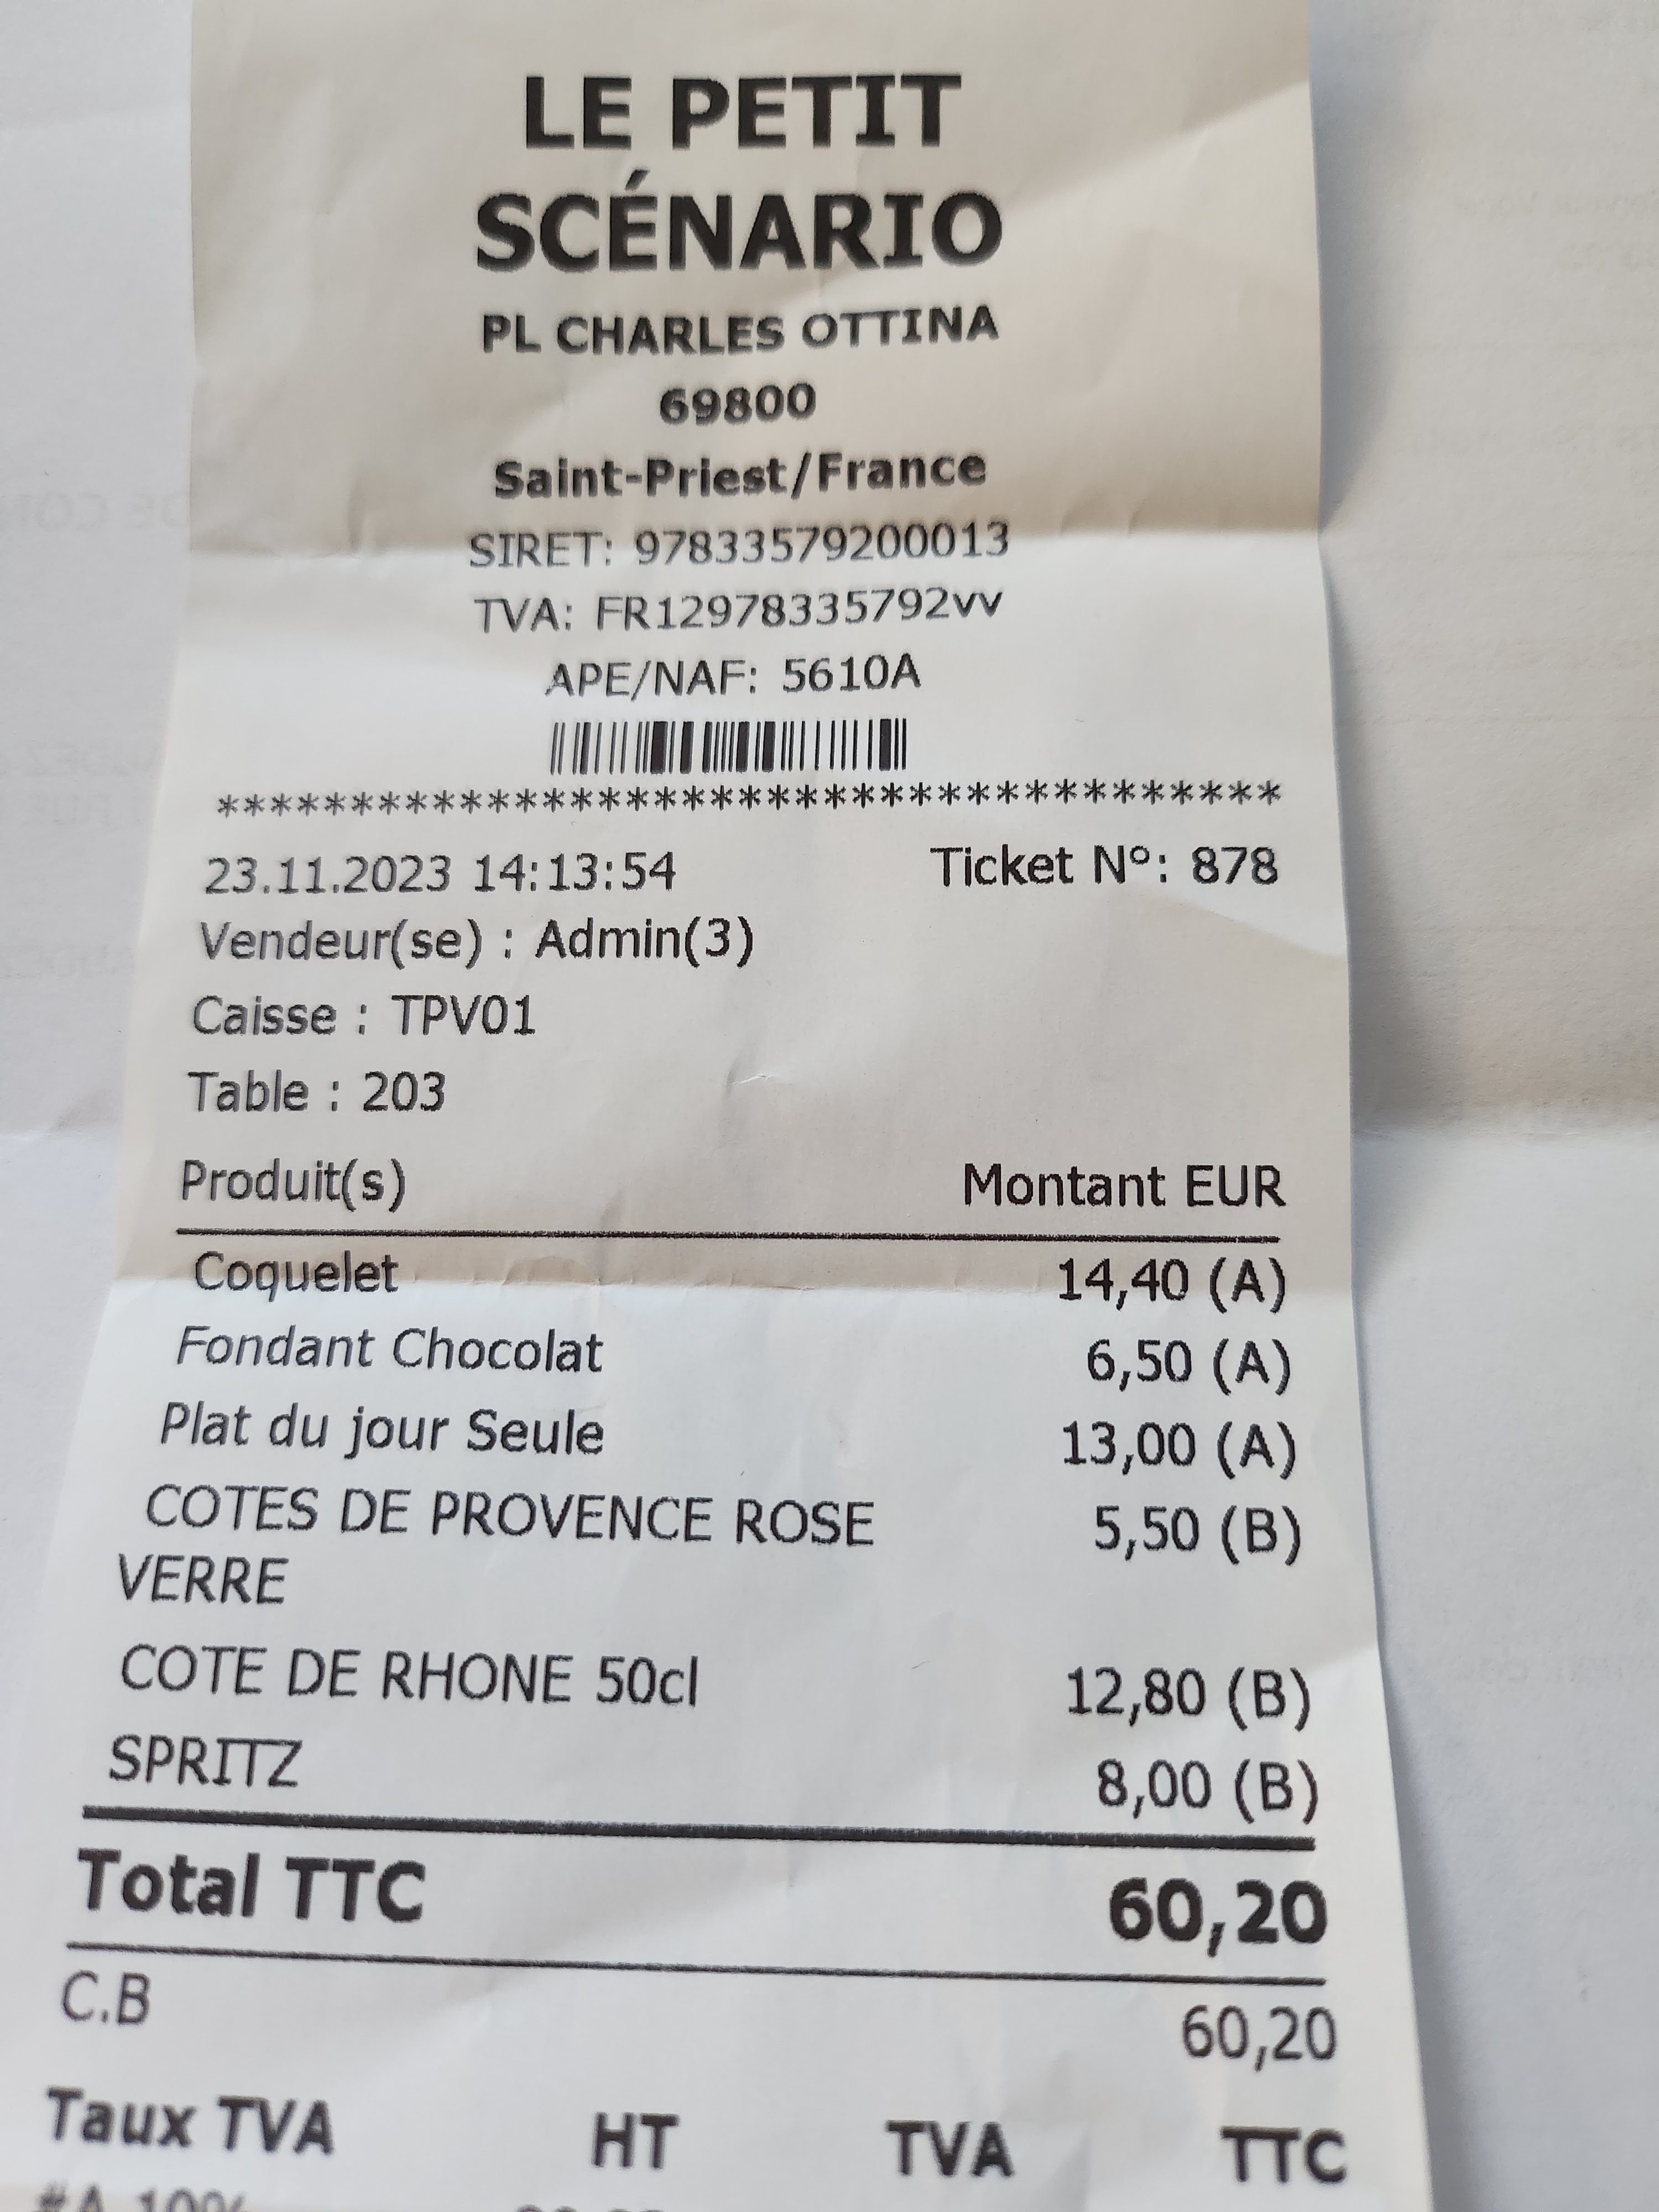 LE PETIT
SCÉNARIO
PL CHARLES OTTINA
69800
Saint-Priest/France
SIRET: 97833579200013
TVA: FR12978335792vv
APE/NAF: 5610A
****************************************
23.11.2023 14:13:54 Ticket N°: 878
Vendeur(se) : Admin(3)
Caisse : TPV01
Table : 203
Produit(s) Montant EUR
Coquelet 14,40 (A)
Fondant Chocolat 6,50 (A)
Plat du jour Seule 13,00 (A)
COTES DE PROVENCE ROSE 5,50 (B)
VERRE
COTE DE RHONE 50cl 12,80 (B)
SPRITZ 8,00 (B)
Total TTC 60,20
C.B 60,20
Taux TVA HT TVA TTC
#A 10%